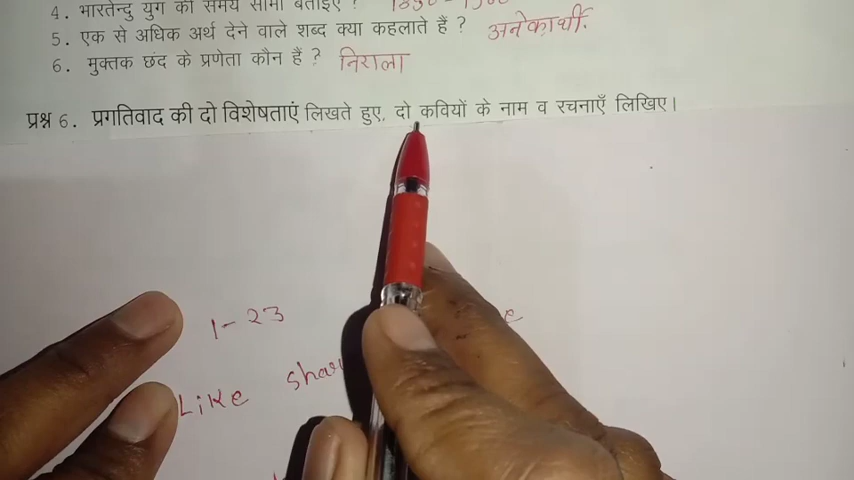 4. भारतेन्दु युग की समय सीमा बताइए ?
5. एक से अधिक अर्थ देने वाले शब्द क्या कहलाते हैं ? अनेकार्थी.
6. मुक्तक छंद के प्रणेता कौन हैं ? निराला
प्रश्न 6. प्रगतिवाद की दो विशेषताएं लिखते हुए, दो कवियों के नाम व रचनाएँ लिखिए।
1- 23
Like